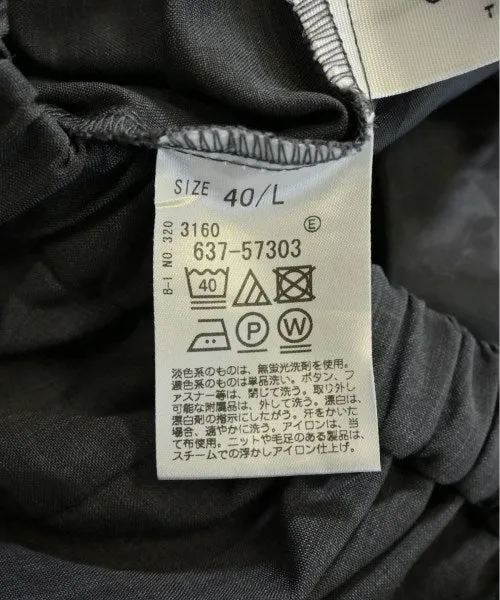 T
SIZE 40/L
B-I NO 320
3160
E
637-57303
40
P W
淡色系のものは、無蛍光洗剤を使用。
濃色系のものは単品洗い。ボタン、フ
ァスナー等は、閉じて洗う。取り外し
可能な附属品は、外して洗う。漂白は、
漂白剤の指示にしたがう。汗をかいた
場合、速やかに洗う。アイロンは、当
て布使用。ニットや毛足のある製品は、
スチームでの浮かしアイロン仕上げ。